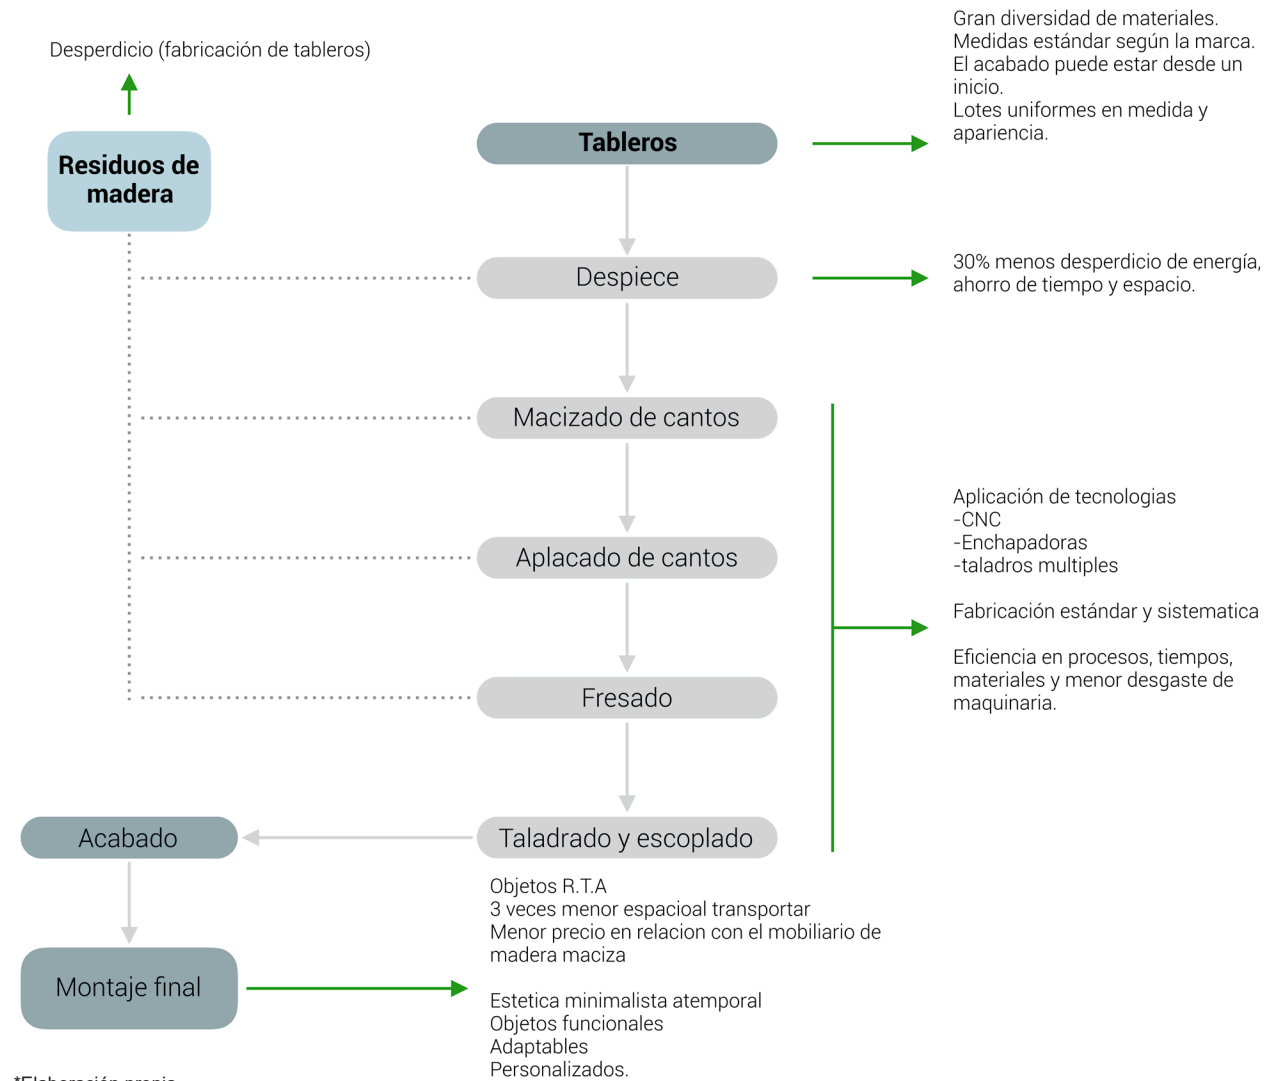 Desperdicio (fabricación de tableros)
Residuos de
madera
Tableros
Gran diversidad de materiales.
Medidas estándar según la marca.
El acabado puede estar desde un
inicio.
Lotes uniformes en medida y
apariencia.
Despiece
30% menos desperdicio de energía,
ahorro de tiempo y espacio.
Macizado de cantos
Aplacado de cantos
Fresado
Taladrado y escoplado
Aplicación de tecnologias
-CNC
-Enchapadoras
-taladros multiples
Fabricación estándar y sistematica
Eficiencia en procesos, tiempos,
materiales y menor desgaste de
maquinaria.
Acabado
Montaje final
Objetos R.T.A
3 veces menor espacioal transportar
Menor precio en relacion con el mobiliario de
madera maciza
Estetica minimalista atemporal
Objetos funcionales
Adaptables
Personalizados.
*Elaboración propia